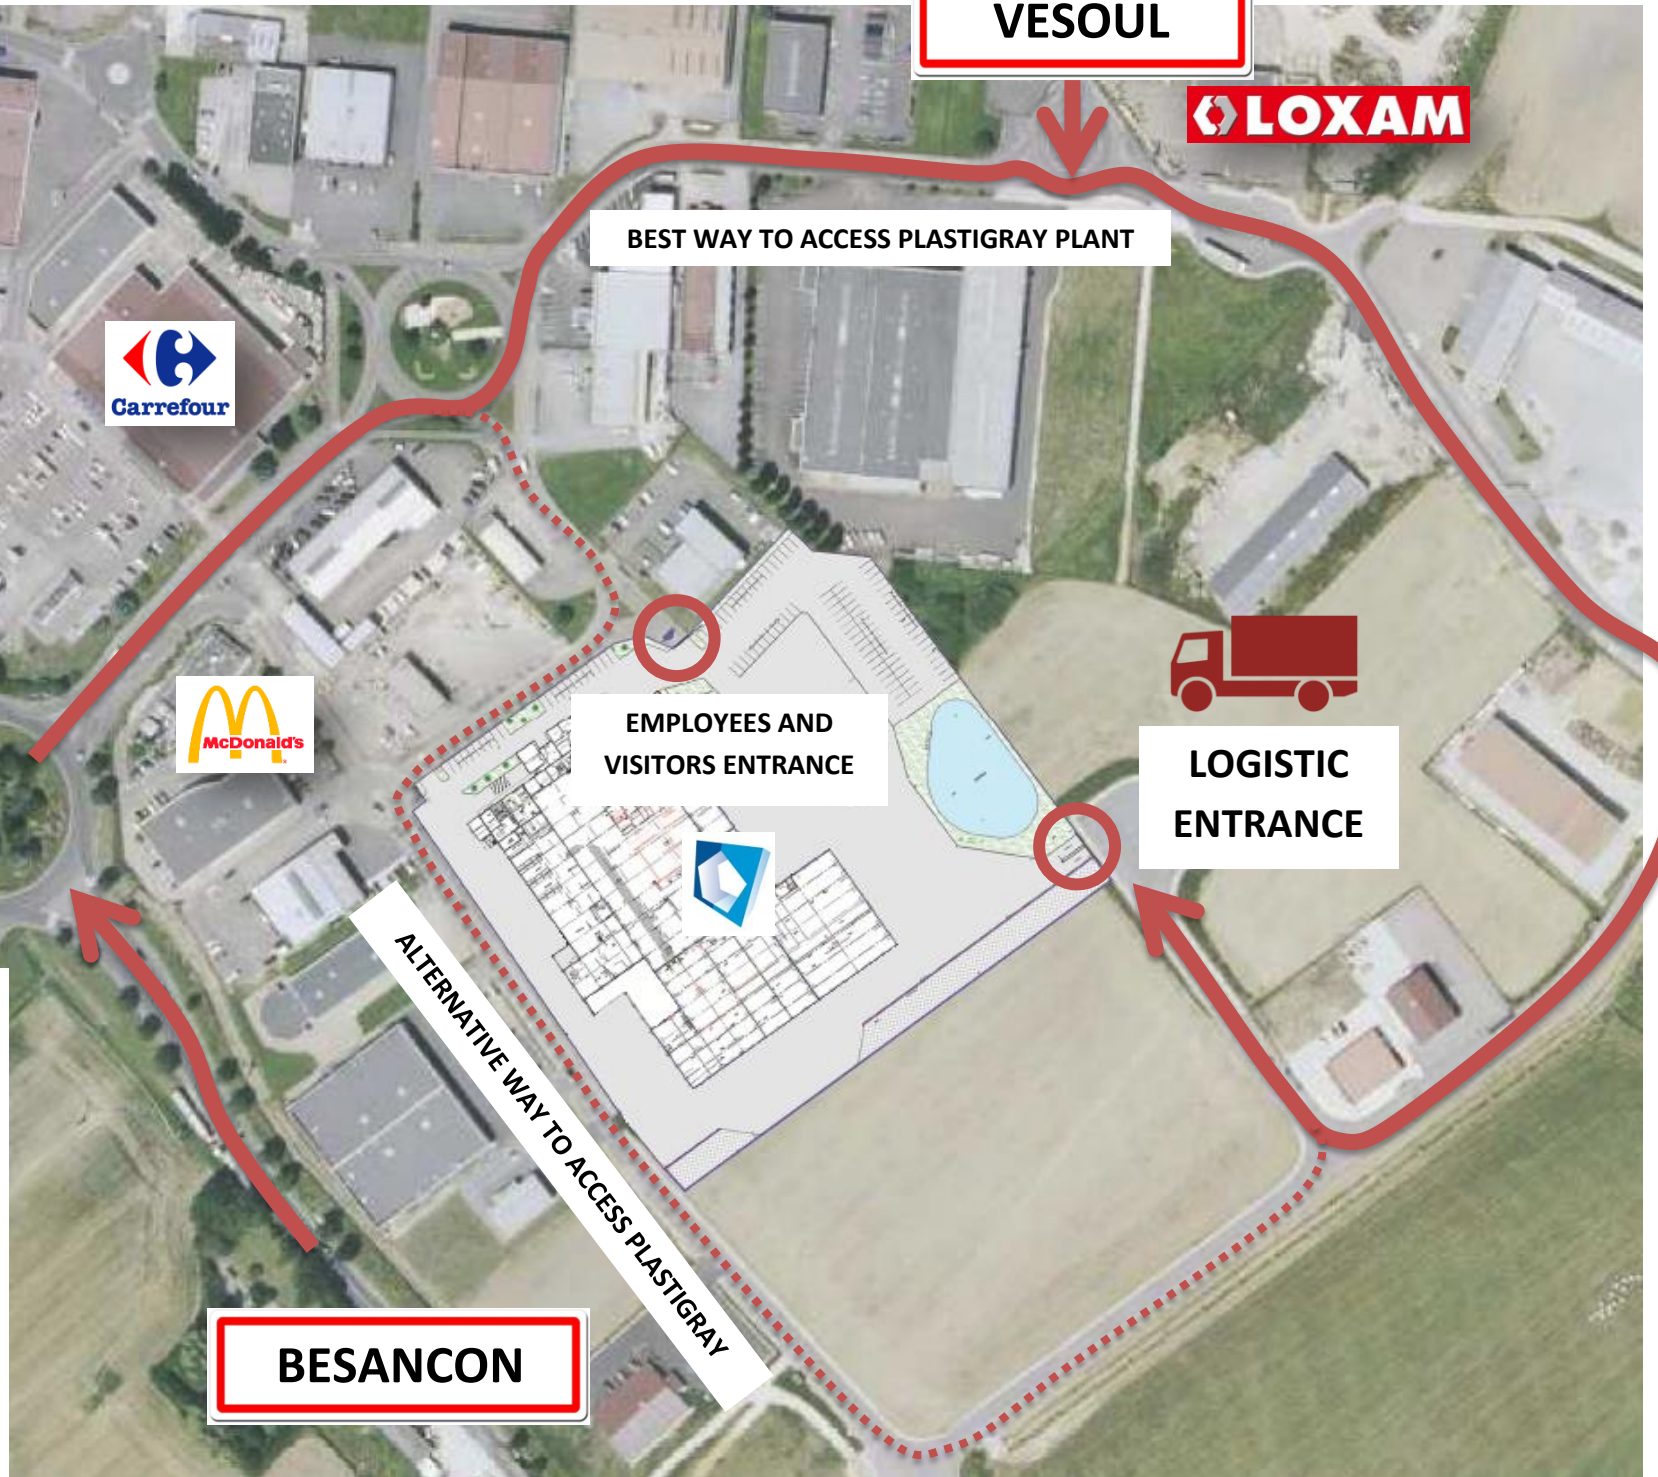 VESOUL
LOXAM
BEST WAY TO ACCESS PLASTIGRAY PLANT
Carrefour
McDonald's
EMPLOYEES AND
VISITORS ENTRANCE
LOGISTIC
ENTRANCE
ALTERNATIVE WAY TO ACCESS PLASTIGRAY
BESANCON